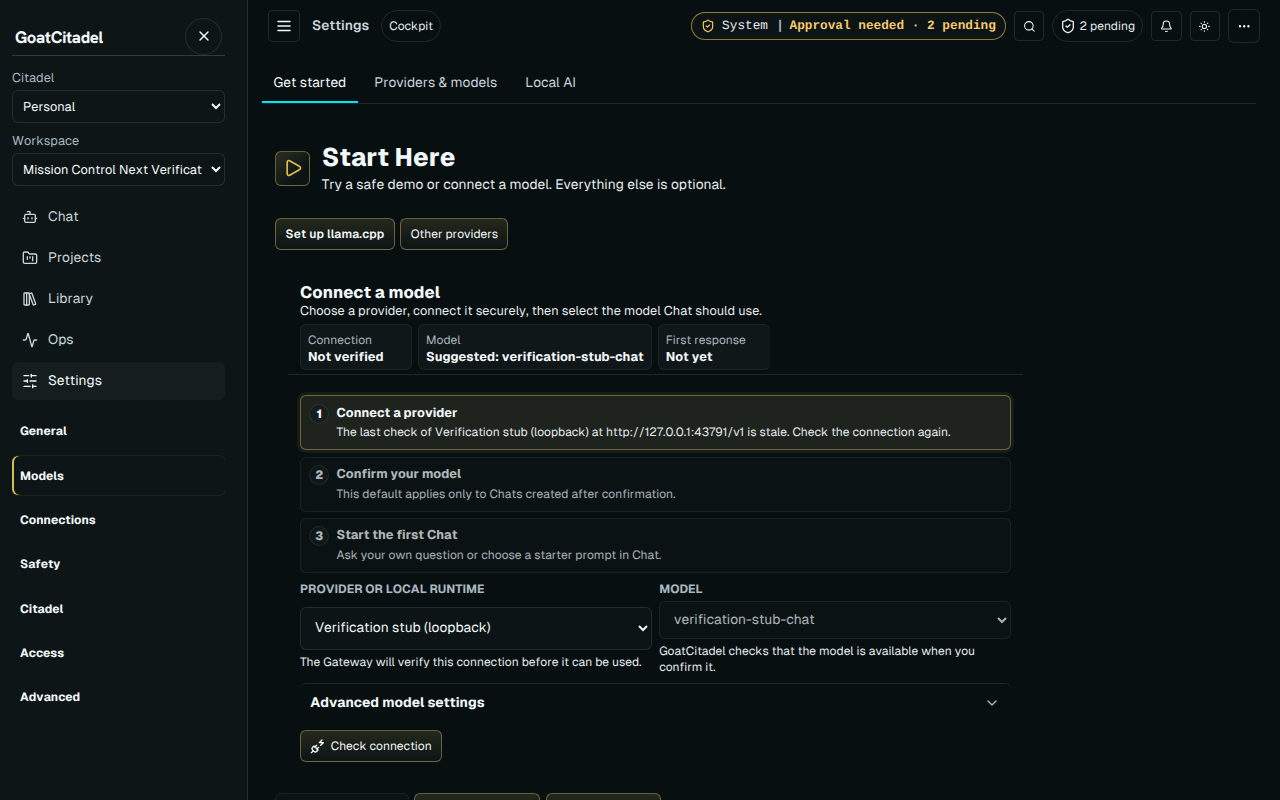 GoatCitadel
Citadel
Personal
Workspace
Mission Control Next Verificat
Chat
Projects
Library
Ops
Settings
General
Models
Connections
Safety
Citadel
Access
Advanced
Settings
Cockpit
System | Approval needed · 2 pending
2 pending
Get started
Providers & models
Local AI
Start Here
Try a safe demo or connect a model. Everything else is optional.
Set up llama.cpp
Other providers
Connect a model
Choose a provider, connect it securely, then select the model Chat should use.
Connection
Not verified
Model
Suggested: verification-stub-chat
First response
Not yet
1 Connect a provider
The last check of Verification stub (loopback) at http://127.0.0.1:43791/v1 is stale. Check the connection again.
2 Confirm your model
This default applies only to Chats created after confirmation.
3 Start the first Chat
Ask your own question or choose a starter prompt in Chat.
PROVIDER OR LOCAL RUNTIME
Verification stub (loopback)
The Gateway will verify this connection before it can be used.
MODEL
verification-stub-chat
GoatCitadel checks that the model is available when you
confirm it.
Advanced model settings
Check connection